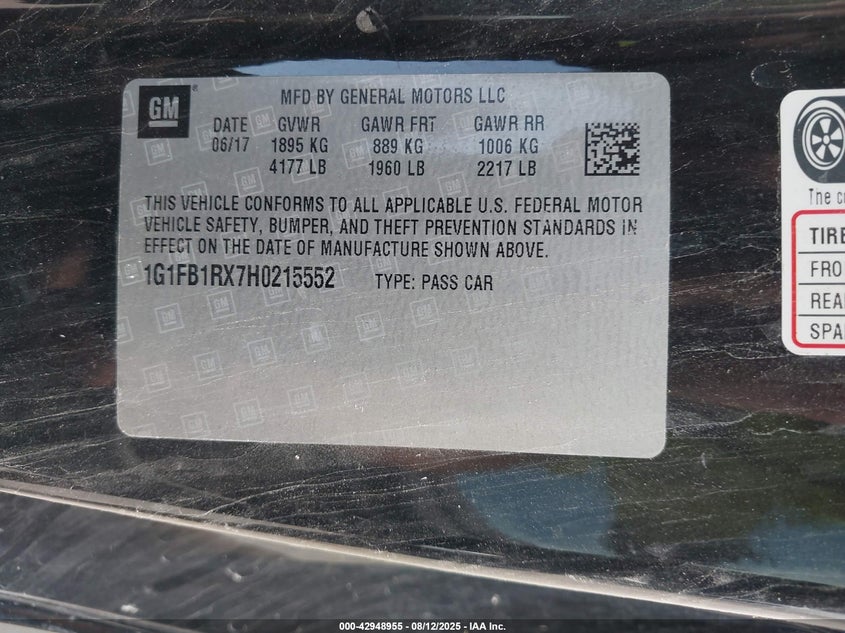 GM
®
MFD BY GENERAL MOTORS LLC
DATE GVWR GAWR FRT GAWR RR
06/17 1895 KG 889 KG 1006 KG
4177 LB 1960 LB 2217 LB
THIS VEHICLE CONFORMS TO ALL APPLICABLE U.S. FEDERAL MOTOR
VEHICLE SAFETY, BUMPER, AND THEFT PREVENTION STANDARDS IN
EFFECT ON THE DATE OF MANUFACTURE SHOWN ABOVE.
1G1FB1RX7H0215552 TYPE: PASS CAR
The co
TIRE
FRO
REA
SPA
000-42948955 - 08/12/2025 - IAA Inc.